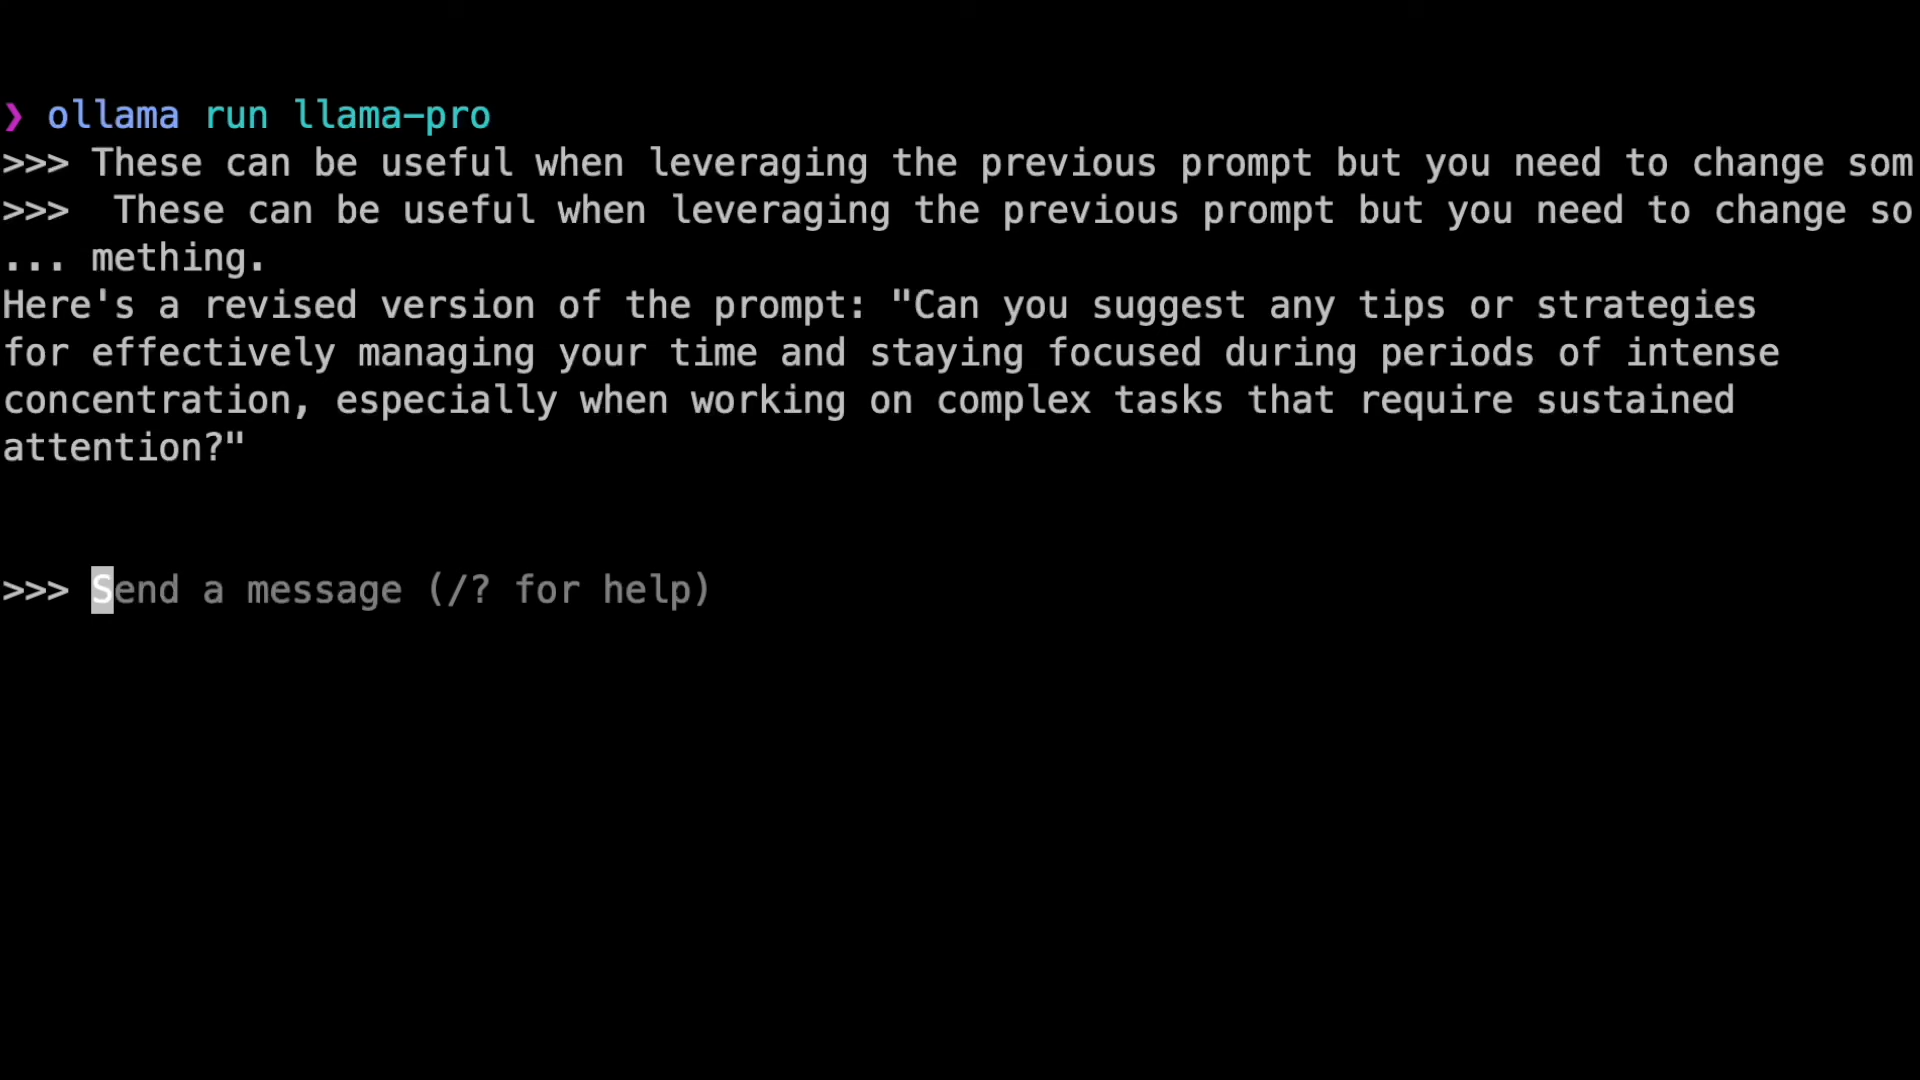 ❯ ollama run llama-pro
>>> These can be useful when leveraging the previous prompt but you need to change som
>>>  These can be useful when leveraging the previous prompt but you need to change so
... mething.
Here's a revised version of the prompt: "Can you suggest any tips or strategies
for effectively managing your time and staying focused during periods of intense
concentration, especially when working on complex tasks that require sustained
attention?"
>>> Send a message (/? for help)